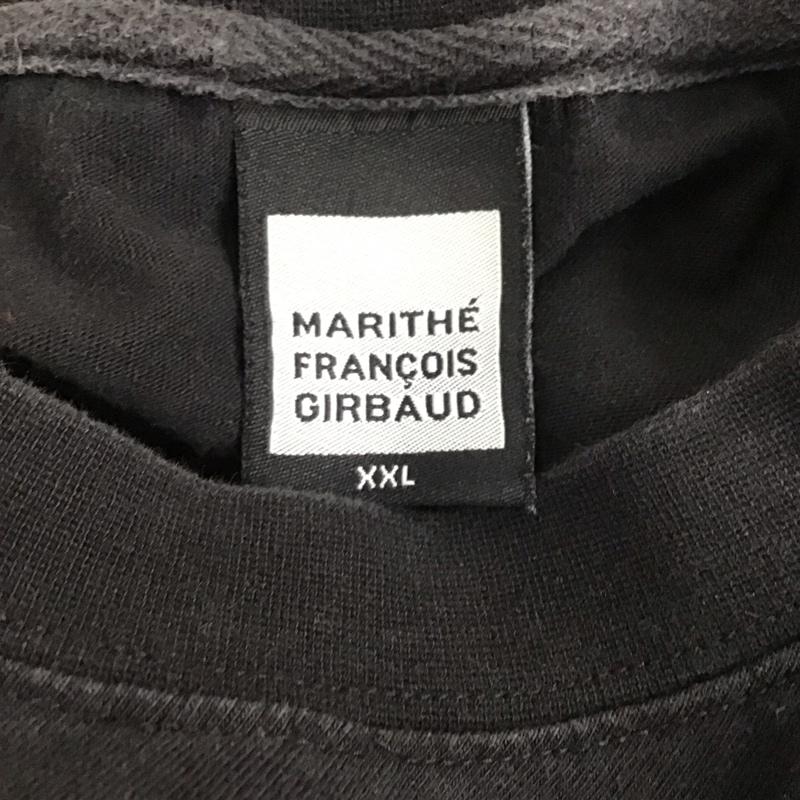 MARITHÉ
FRANÇOIS
GIRBAUD
XXL